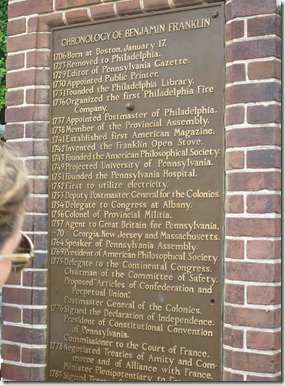 CHRONOLOGY OF BENJAMIN FRANKLIN
1706 Born at Boston, January 17.
1723 Removed to Philadelphia.
1729 Editor of Pennsylvania Gazette.
1730 Appointed Public Printer.
1731 Founded the Philadelphia Library.
1736 Organized the first Philadelphia Fire
Company.
1737 Appointed Postmaster of Philadelphia.
1738 Member of the Provincial Assembly.
1741 Established first American Magazine.
1742 Invented the Franklin Open Stove.
1743 Founded the American Philosophical Society
1749 Projected University of Pennsylvania.
1751 Founded the Pennsylvania Hospital.
1752 First to utilize electricity.
1753 Deputy Postmaster General for the Colonies.
1754 Delegate to Congress at Albany.
1756 Colonel of Provincial Militia.
1757 Agent to Great Britain for Pennsylvania,
-70 Georgia, New Jersey and Massachusetts.
1764 Speaker of Pennsylvania Assembly.
1769 President of American Philosophical Society.
1775 Delegate to the Continental Congress.
Chairman of the Committee of Safety.
Proposed "Articles of Confederation and
Perpetual Union".
Postmaster General of the Colonies.
1776 Signed the Declaration of Independence.
President of Constitutional Convention
of Pennsylvania.
Commissioner to the Court of France.
1778 Negotiated Treaties of Amity and Com-
merce and of Alliance with France.
Minister Plenipotentiary to France
1783 Signed